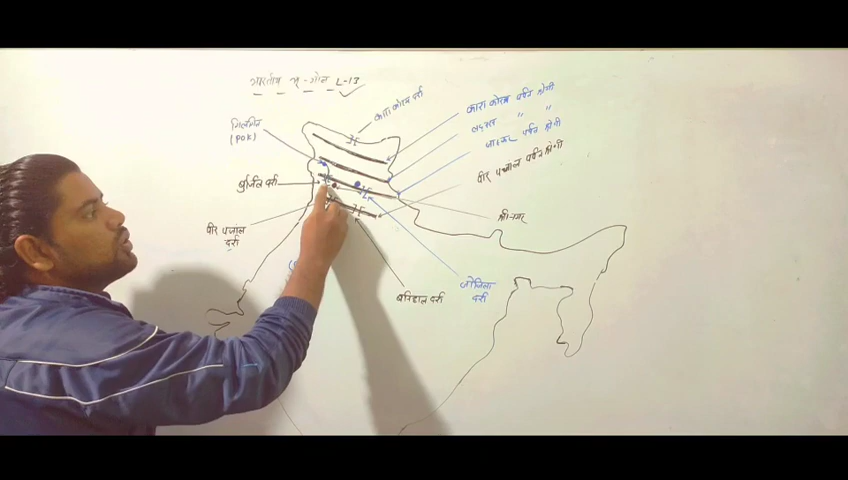 भारतीय भू-गोल L-13
कारा कोरम दर्रा
कारा कोरम पर्वत श्रेणी
लद्दाख " "
जास्कर पर्वत श्रेणी
पीर पंजाल पर्वत श्रेणी
गिलगित
(POK)
बुर्जिल दर्रा
श्रीनगर
पीर पंजाल
दर्रा
बनिहाल दर्रा
जोजिला
दर्रा